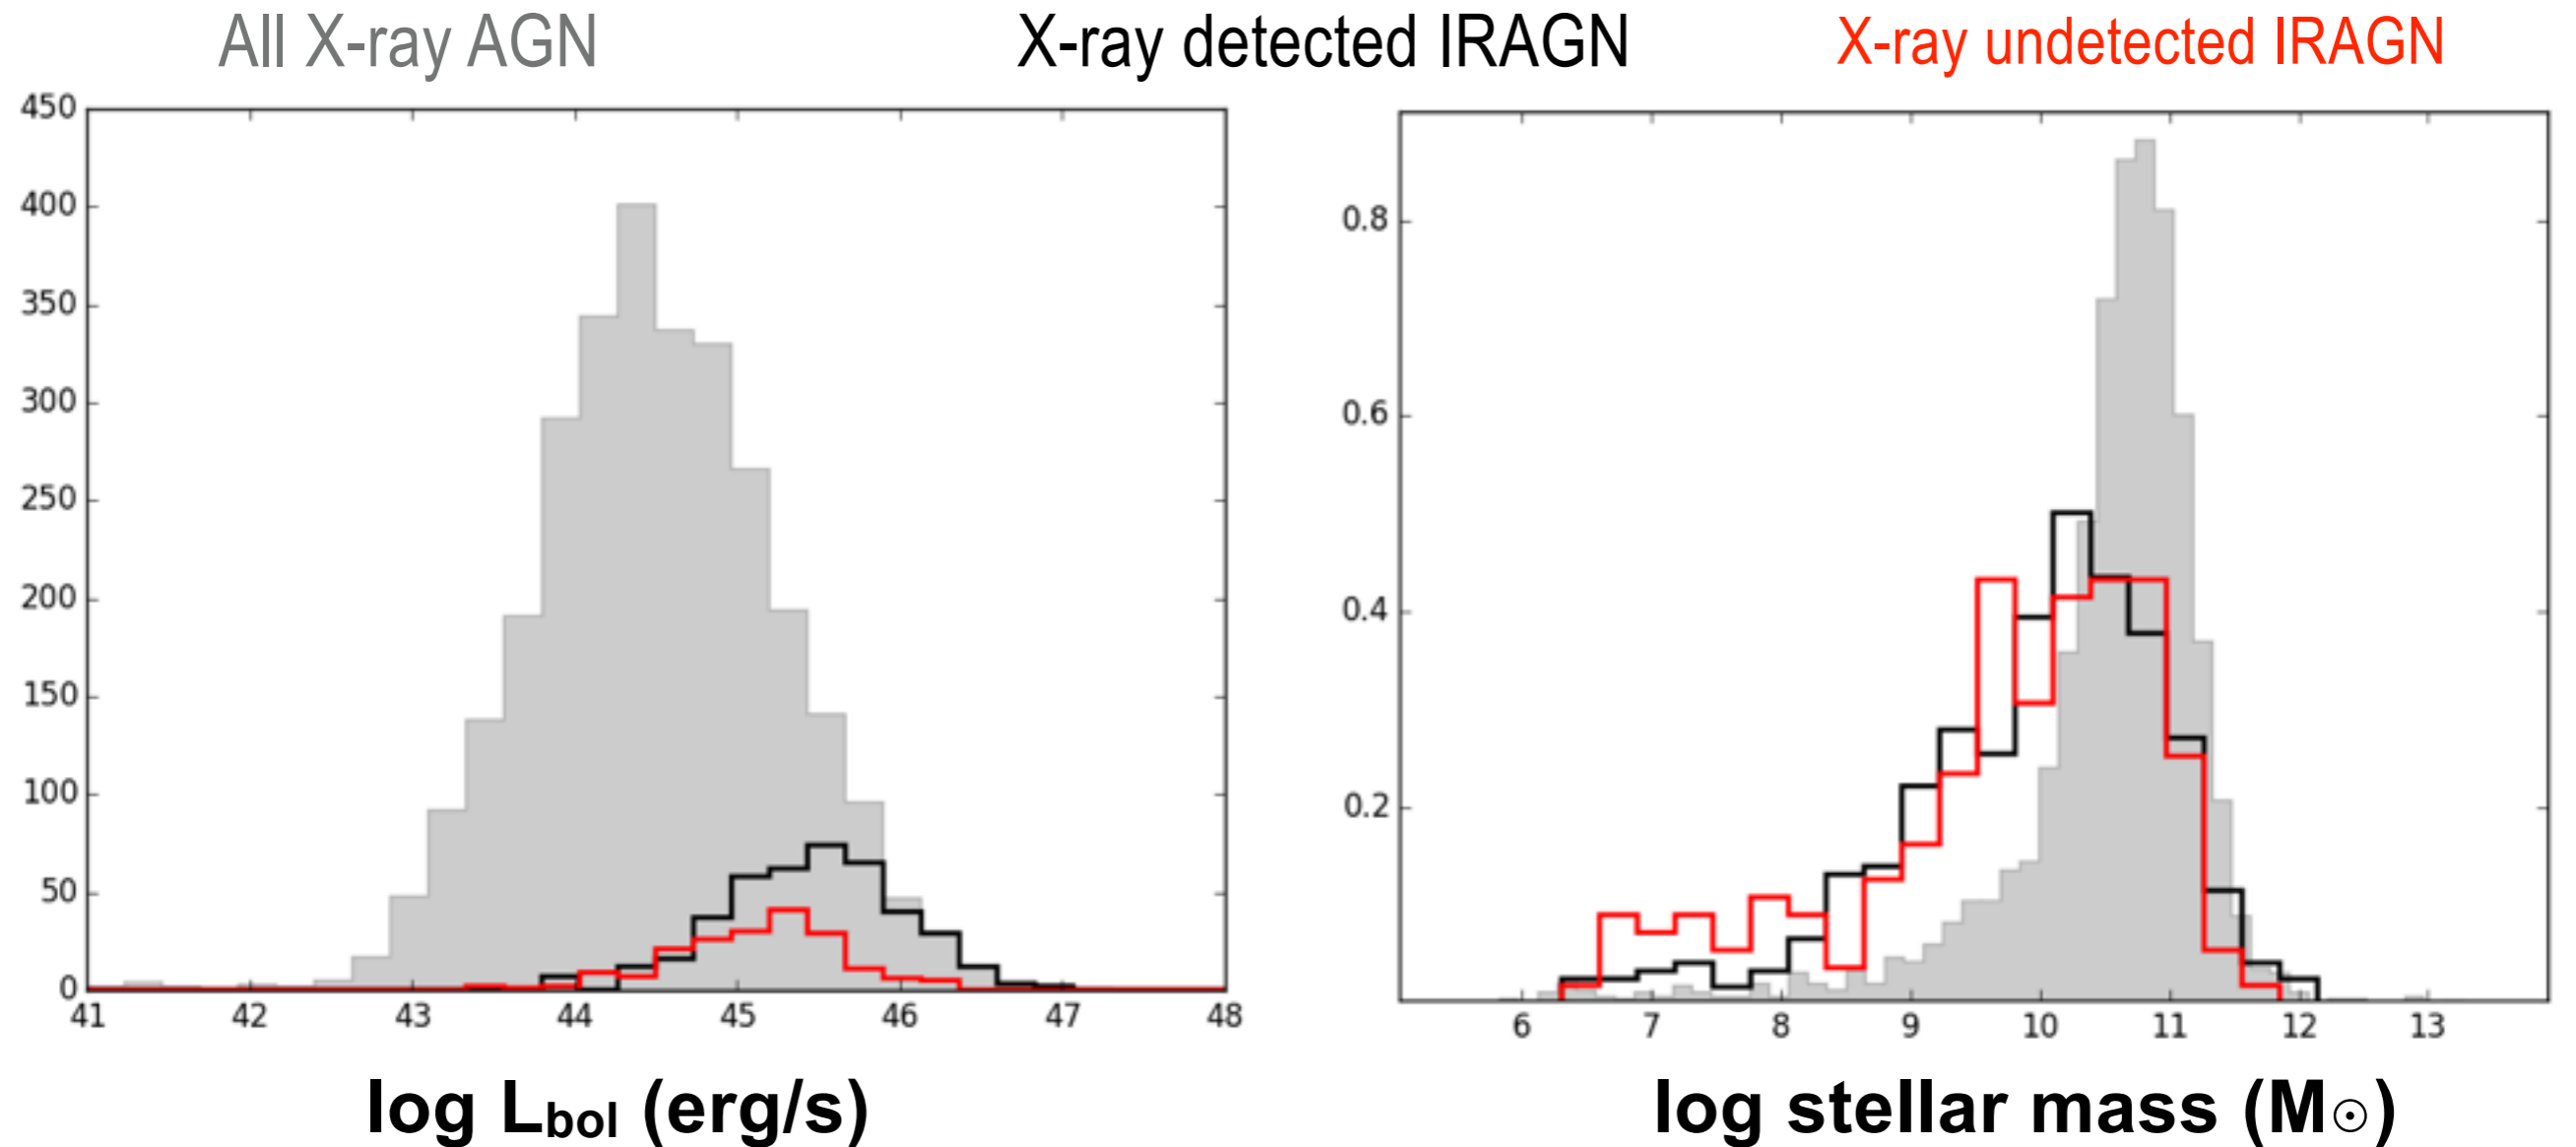 All X-ray AGN
X-ray detected IRAGN
X-ray undetected IRAGN
450
400
350
300
250
200
150
100
50
0
41 42 43 44 45 46 47 48
log Lbol (erg/s)
0.8
0.6
0.4
0.2
6 7 8 9 10 11 12 13
log stellar mass (M☉)